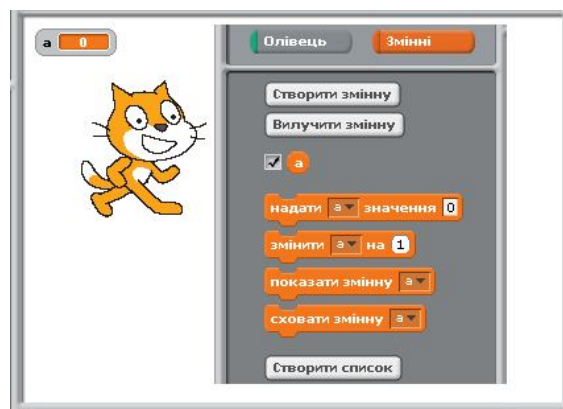 a 0
Олівець Змінні
Створити змінну
Вилучити змінну
a
надати a значення 0
змінити a на 1
показати змінну a
сховати змінну a
Створити список